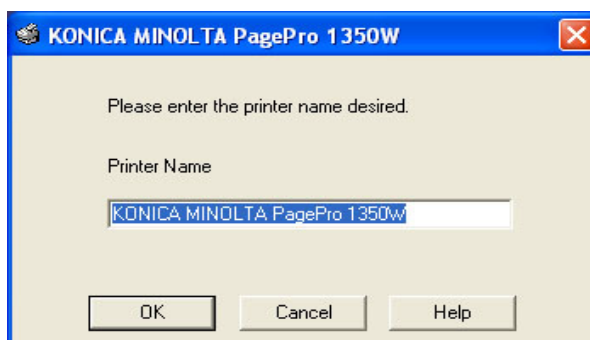 KONICA MINOLTA PagePro 1350W
Please enter the printer name desired.
Printer Name
KONICA MINOLTA PagePro 1350W
OK Cancel Help